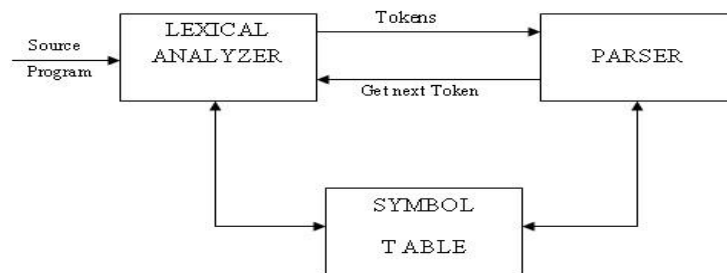 Source
Program
LEXICAL
ANALYZER
Tokens
Get next Token
PARSER
SYMBOL
TABLE